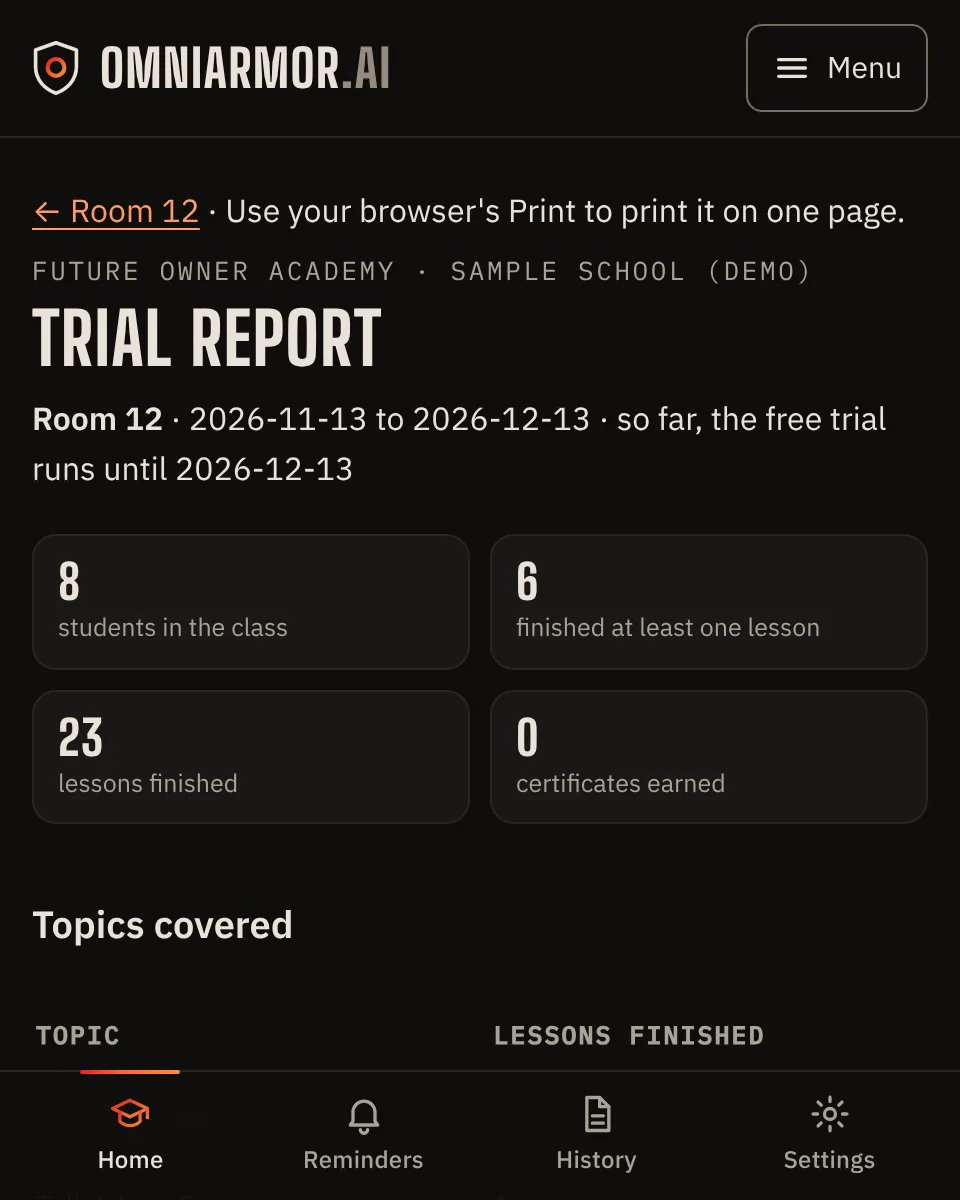 OMNIARMOR.AI
Menu
← Room 12 · Use your browser's Print to print it on one page.
FUTURE OWNER ACADEMY · SAMPLE SCHOOL (DEMO)
TRIAL REPORT
Room 12 · 2026-11-13 to 2026-12-13 · so far, the free trial
runs until 2026-12-13
8
students in the class
6
finished at least one lesson
23
lessons finished
0
certificates earned
Topics covered
TOPIC
LESSONS FINISHED
Home
Reminders
History
Settings